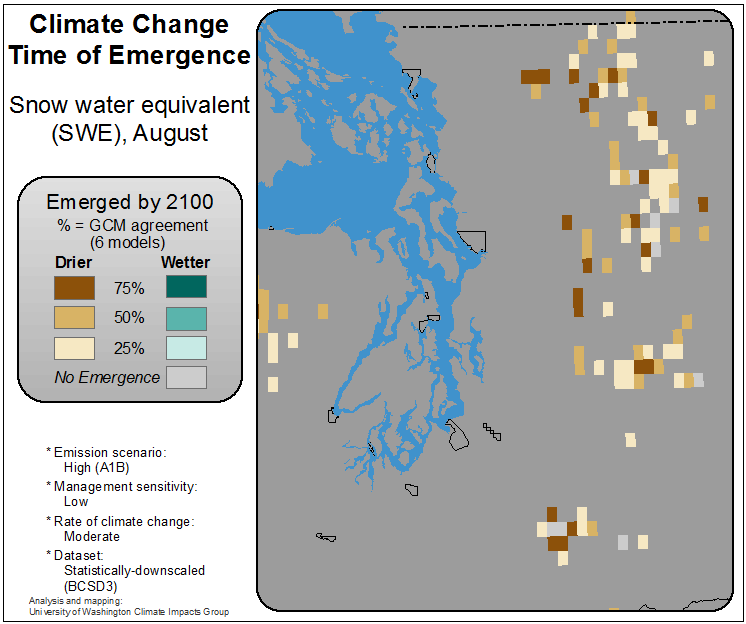 Climate Change
Time of Emergence
Snow water equivalent
(SWE), August
Emerged by 2100
% = GCM agreement
(6 models)
Drier Wetter
75%
50%
25%
No Emergence
* Emission scenario:
High (A1B)
* Management sensitivity:
Low
* Rate of climate change:
Moderate
* Dataset:
Statistically-downscaled
(BCSD3)
Analysis and mapping:
University of Washington Climate Impacts Group